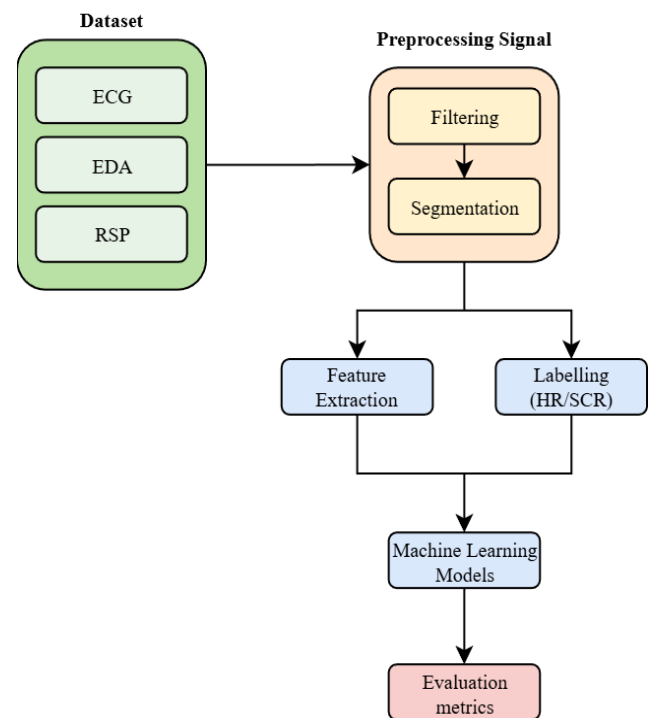 Dataset
ECG
EDA
RSP
Preprocessing Signal
Filtering
Segmentation
Feature
Extraction
Labelling
(HR/SCR)
Machine Learning
Models
Evaluation
metrics